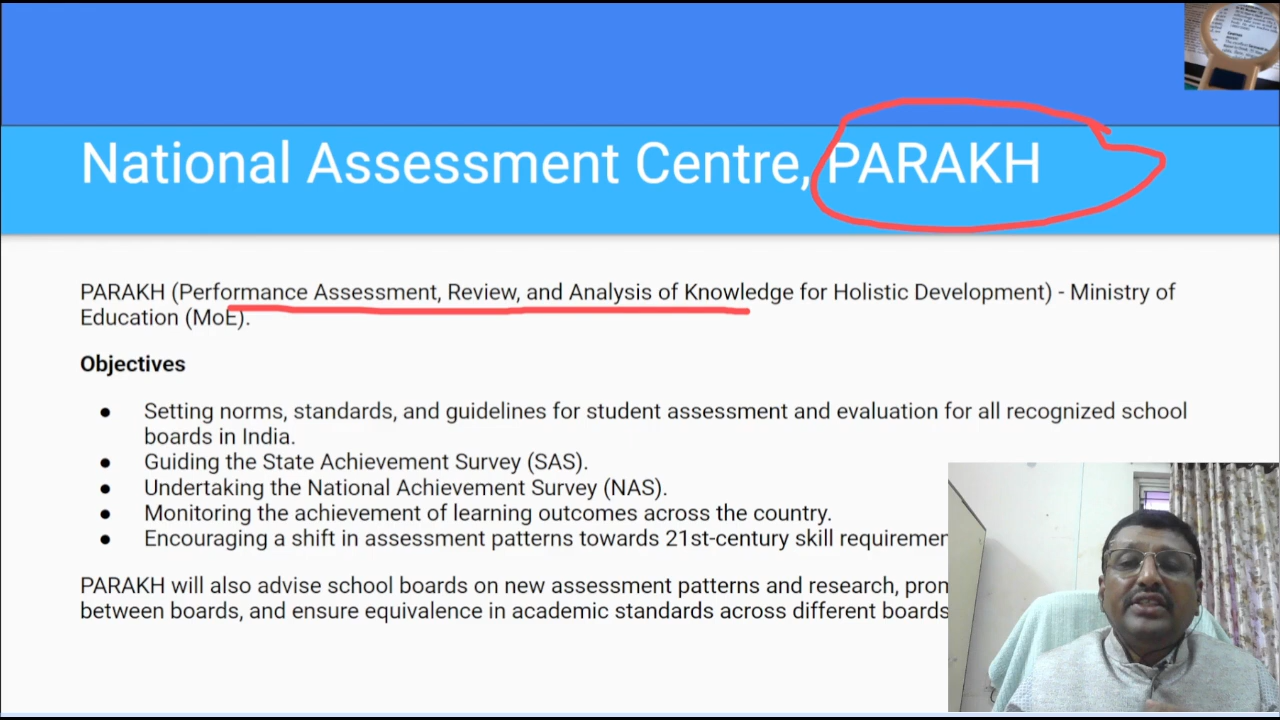 National Assessment Centre, PARAKH
PARAKH (Performance Assessment, Review, and Analysis of Knowledge for Holistic Development) - Ministry of
Education (MoE).
Objectives
● Setting norms, standards, and guidelines for student assessment and evaluation for all recognized school
boards in India.
● Guiding the State Achievement Survey (SAS).
● Undertaking the National Achievement Survey (NAS).
● Monitoring the achievement of learning outcomes across the country.
● Encouraging a shift in assessment patterns towards 21st-century skill
PARAKH will also advise school boards on new assessment patterns and research,
between boards, and ensure equivalence in academic standards across different boards